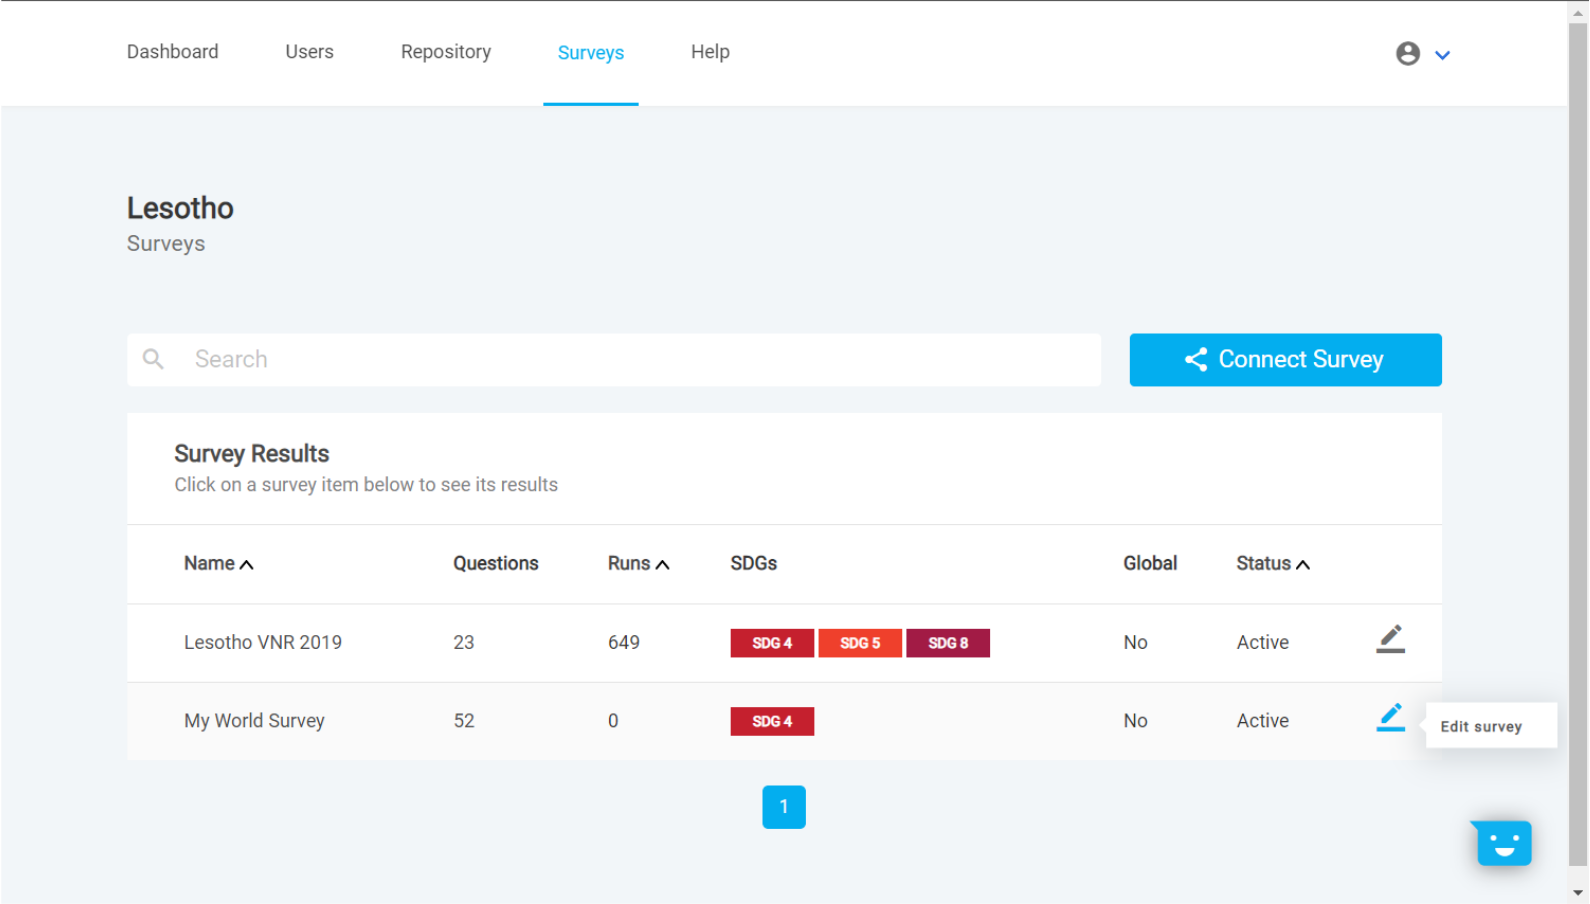 Dashboard Users Repository Surveys Help
Lesotho
Surveys
Search
Connect Survey
Survey Results
Click on a survey item below to see its results
Name Questions Runs SDGs Global Status
Lesotho VNR 2019 23 649 SDG 4 SDG 5 SDG 8 No Active
My World Survey 52 0 SDG 4 No Active
Edit survey
1